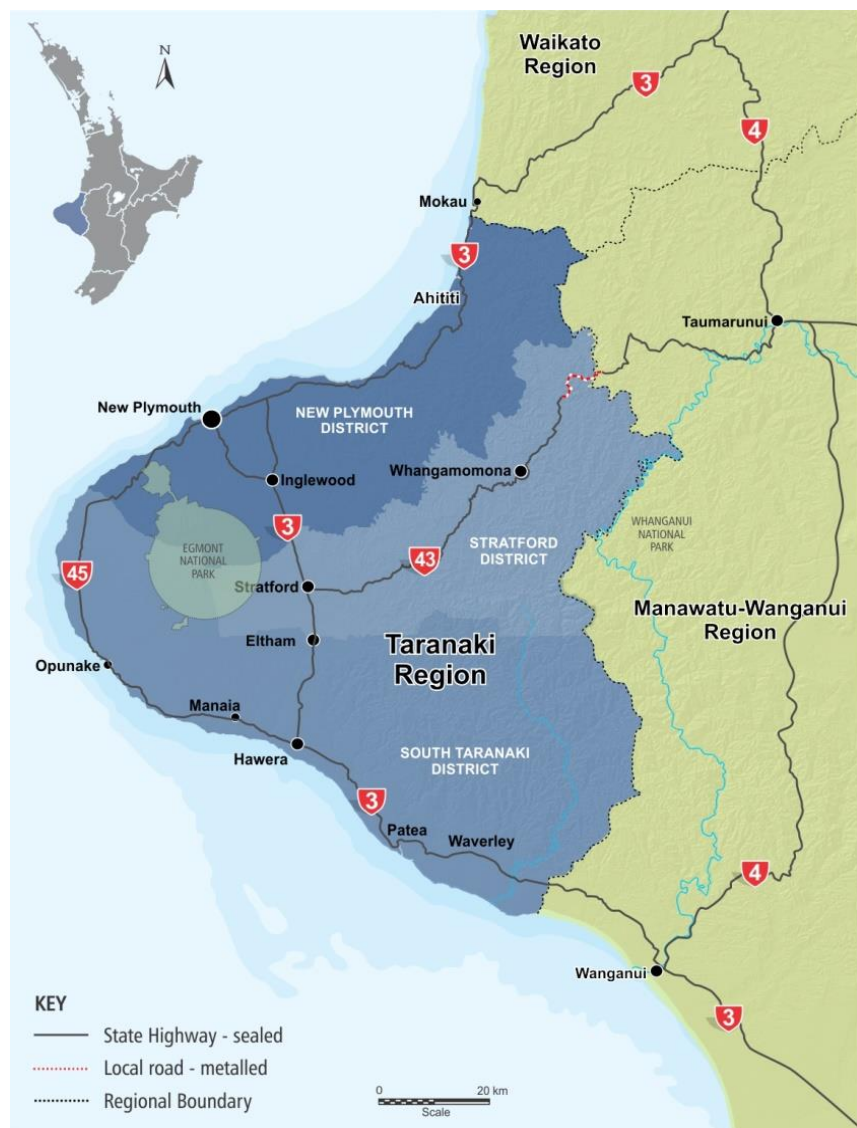 N
Waikato
Region
3
4
Mokau
3
Ahititi
Taumarunui
New Plymouth
NEW PLYMOUTH
DISTRICT
Whangamomona
Inglewood
3
WHANGANUI
NATIONAL
PARK
EGMONT
NATIONAL
PARK
STRATFORD
DISTRICT
43
45
Stratford
Manawatu-Wanganui
Region
Eltham
Taranaki
Region
Opunake
Manaia
Hawera
SOUTH TARANAKI
DISTRICT
3
Patea
Waverley
4
Wanganui
3
KEY
State Highway - sealed
Local road - metalled
Regional Boundary
0 20 km
Scale